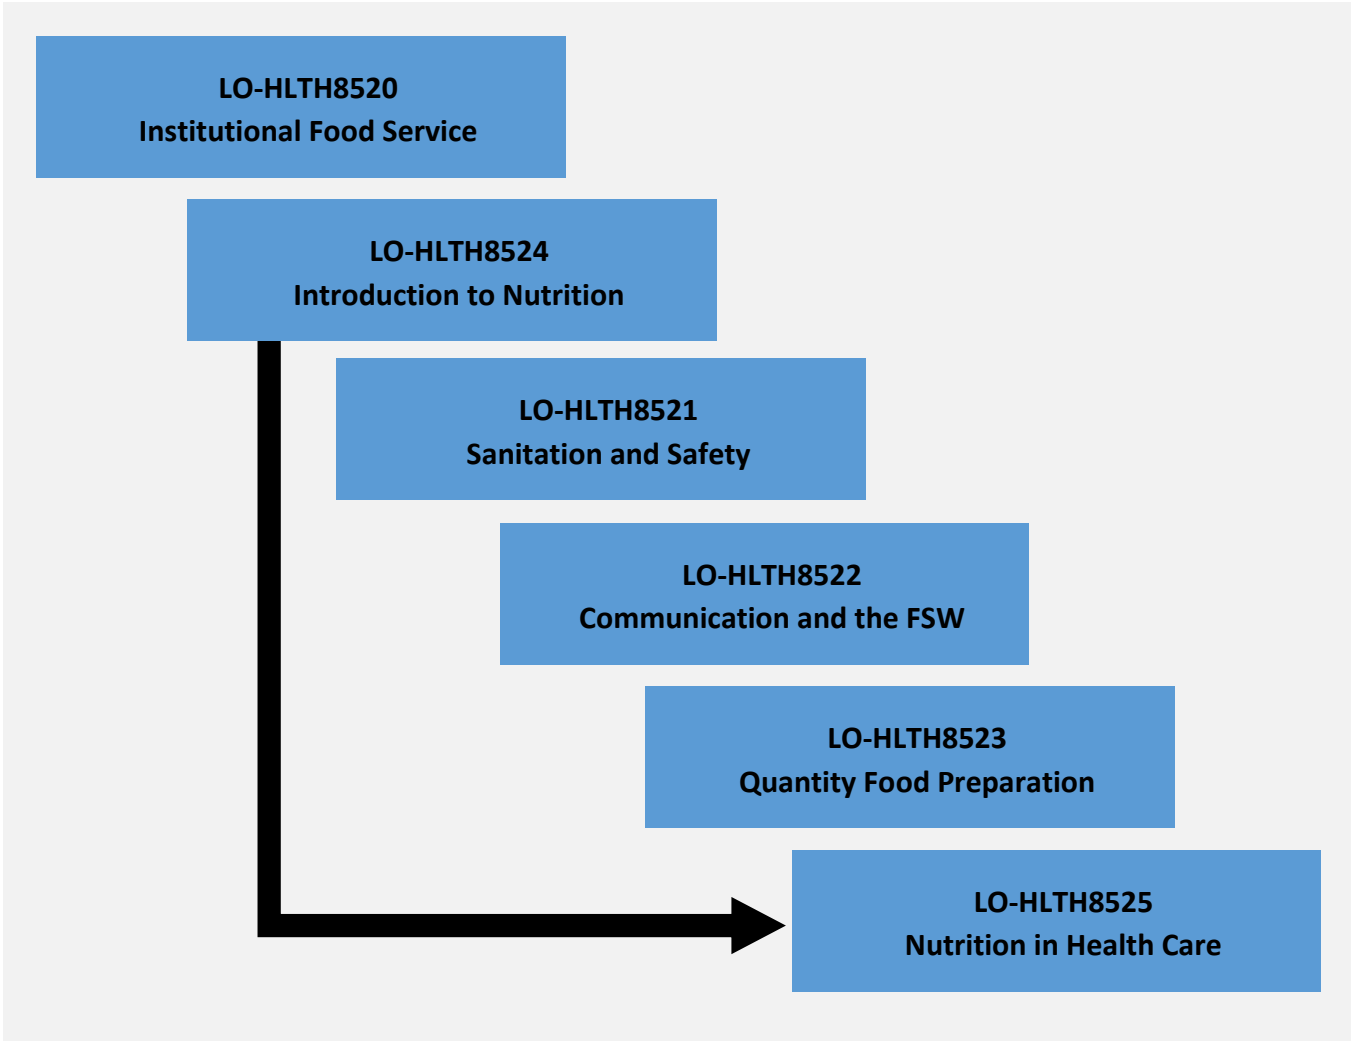 LO-HLTH8520
Institutional Food Service
LO-HLTH8524
Introduction to Nutrition
LO-HLTH8521
Sanitation and Safety
LO-HLTH8522
Communication and the FSW
LO-HLTH8523
Quantity Food Preparation
LO-HLTH8525
Nutrition in Health Care